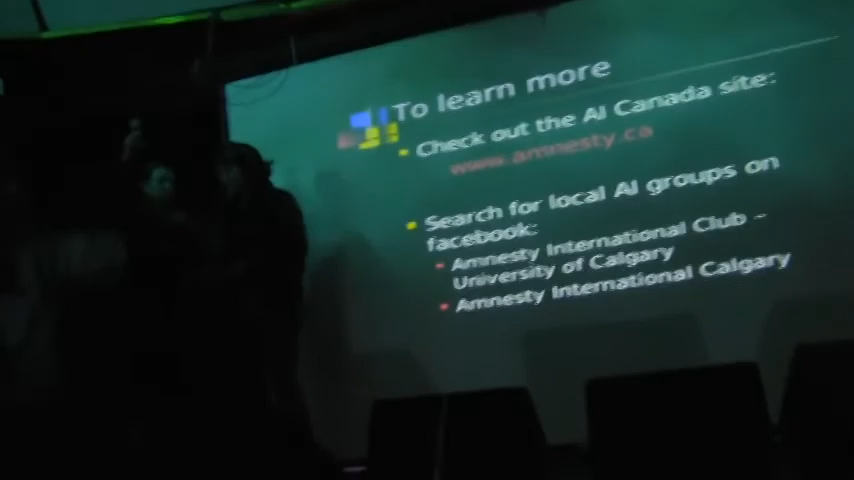 To learn more
Check out the AI Canada site:
www.amnesty.ca
Search for local AI groups on
facebook:
Amnesty International Club –
University of Calgary
Amnesty International Calgary